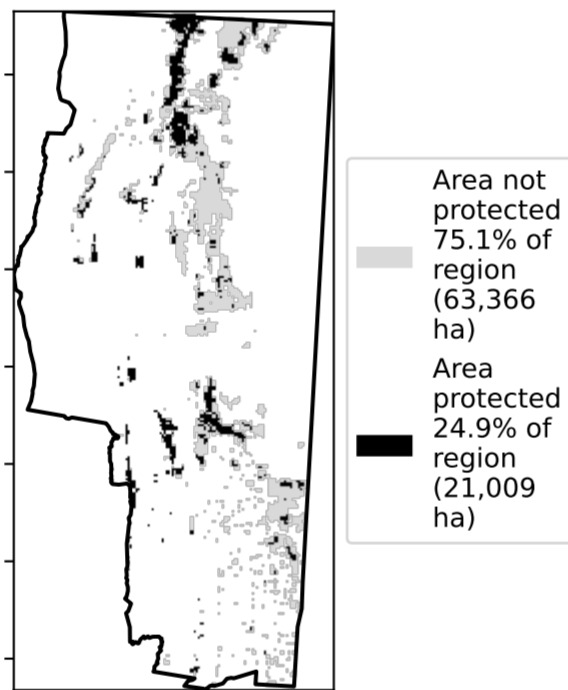 Area not
protected
75.1% of
region
(63,366
ha)
Area
protected
24.9% of
region
(21,009
ha)